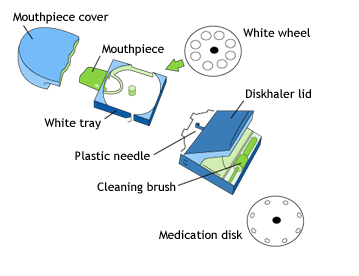 Mouthpiece cover
Mouthpiece
White wheel
Diskhaler lid
White tray
Plastic needle
Cleaning brush
Medication disk